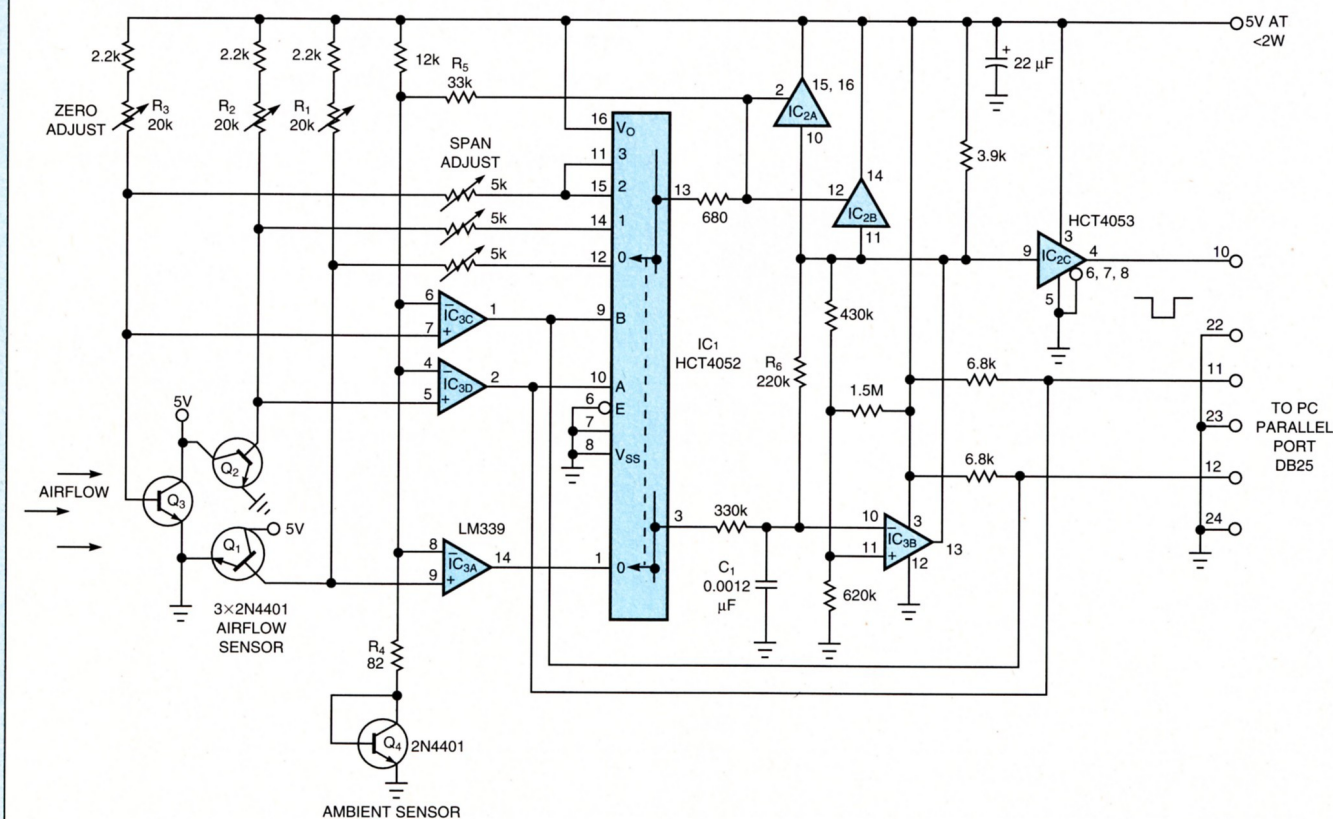 5V AT
<2W
2.2k
2.2k
2.2k
12k
R5
33k
ZERO
ADJUST
R3
20k
R2
20k
R1
20k
SPAN
ADJUST
5k
5k
5k
16 VO
11 3
15 2
14 1
12 0
13
680
2
IC2A
15, 16
10
12
IC2B
14
11
+
22 µF
3.9k
HCT4053
9
IC2C
3
4
6, 7, 8
5
10
6
–
IC3C
+
7
1
9 B
4
–
IC3D
+
5
2
10 A
6 E
7
8 VSS
IC1
HCT4052
R6
220k
430k
1.5M
6.8k
6.8k
22
11
23
12
24
TO PC
PARALLEL
PORT
DB25
5V
Q2
AIRFLOW
Q3
Q1
5V
3×2N4401
AIRFLOW
SENSOR
LM339
8
–
IC3A
+
9
14
1 0
3
330k
C1
0.0012
µF
10
–
IC3B
+
11
3
13
12
620k
R4
82
Q4
2N4401
AMBIENT SENSOR